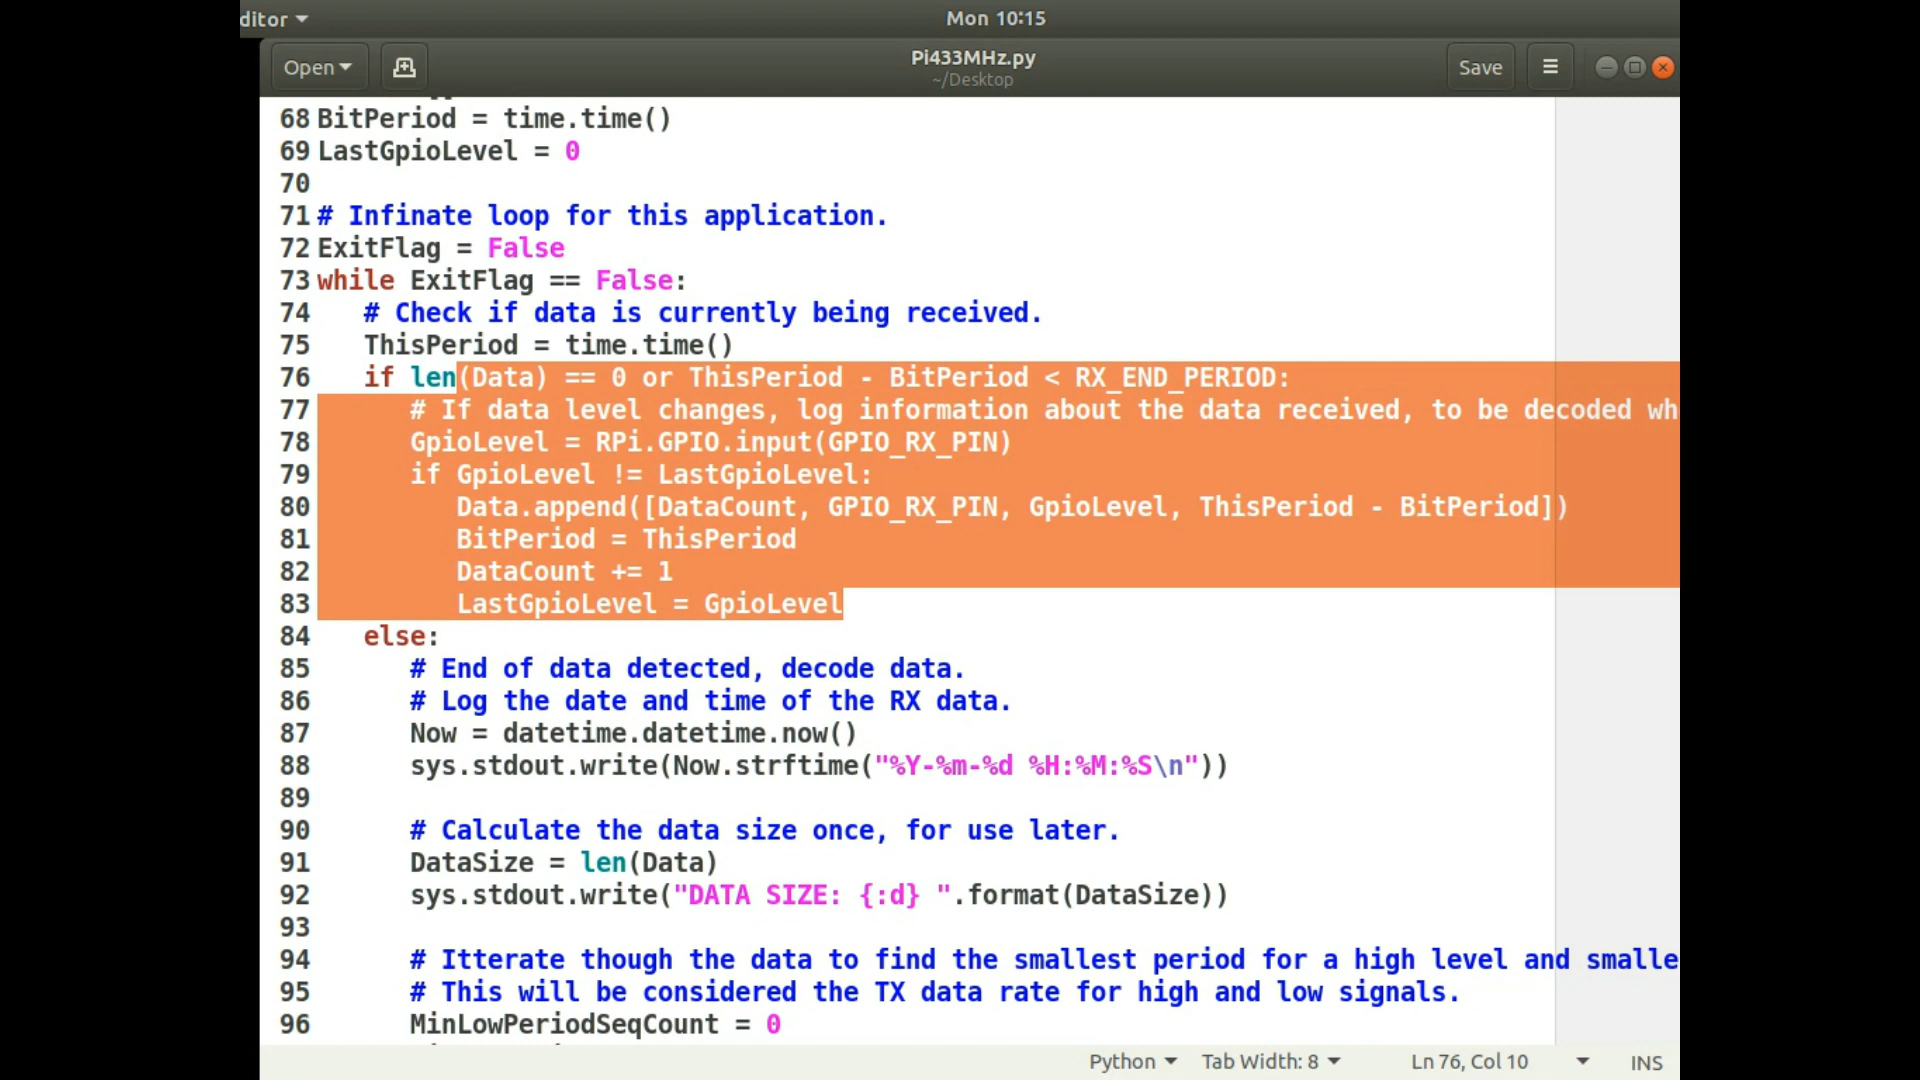 ditor
Mon 10:15
Open
Pi433MHz.py
~/Desktop
Save
68 BitPeriod = time.time()
69 LastGpioLevel = 0
70
71 # Infinate loop for this application.
72 ExitFlag = False
73 while ExitFlag == False:
74    # Check if data is currently being received.
75    ThisPeriod = time.time()
76    if len(Data) == 0 or ThisPeriod - BitPeriod < RX_END_PERIOD:
77       # If data level changes, log information about the data received, to be decoded wh
78       GpioLevel = RPi.GPIO.input(GPIO_RX_PIN)
79       if GpioLevel != LastGpioLevel:
80          Data.append([DataCount, GPIO_RX_PIN, GpioLevel, ThisPeriod - BitPeriod])
81          BitPeriod = ThisPeriod
82          DataCount += 1
83          LastGpioLevel = GpioLevel
84    else:
85       # End of data detected, decode data.
86       # Log the date and time of the RX data.
87       Now = datetime.datetime.now()
88       sys.stdout.write(Now.strftime("%Y-%m-%d %H:%M:%S\n"))
89
90       # Calculate the data size once, for use later.
91       DataSize = len(Data)
92       sys.stdout.write("DATA SIZE: {:d} ".format(DataSize))
93
94       # Itterate though the data to find the smallest period for a high level and smalle
95       # This will be considered the TX data rate for high and low signals.
96       MinLowPeriodSeqCount = 0
Python
Tab Width: 8
Ln 76, Col 10
INS